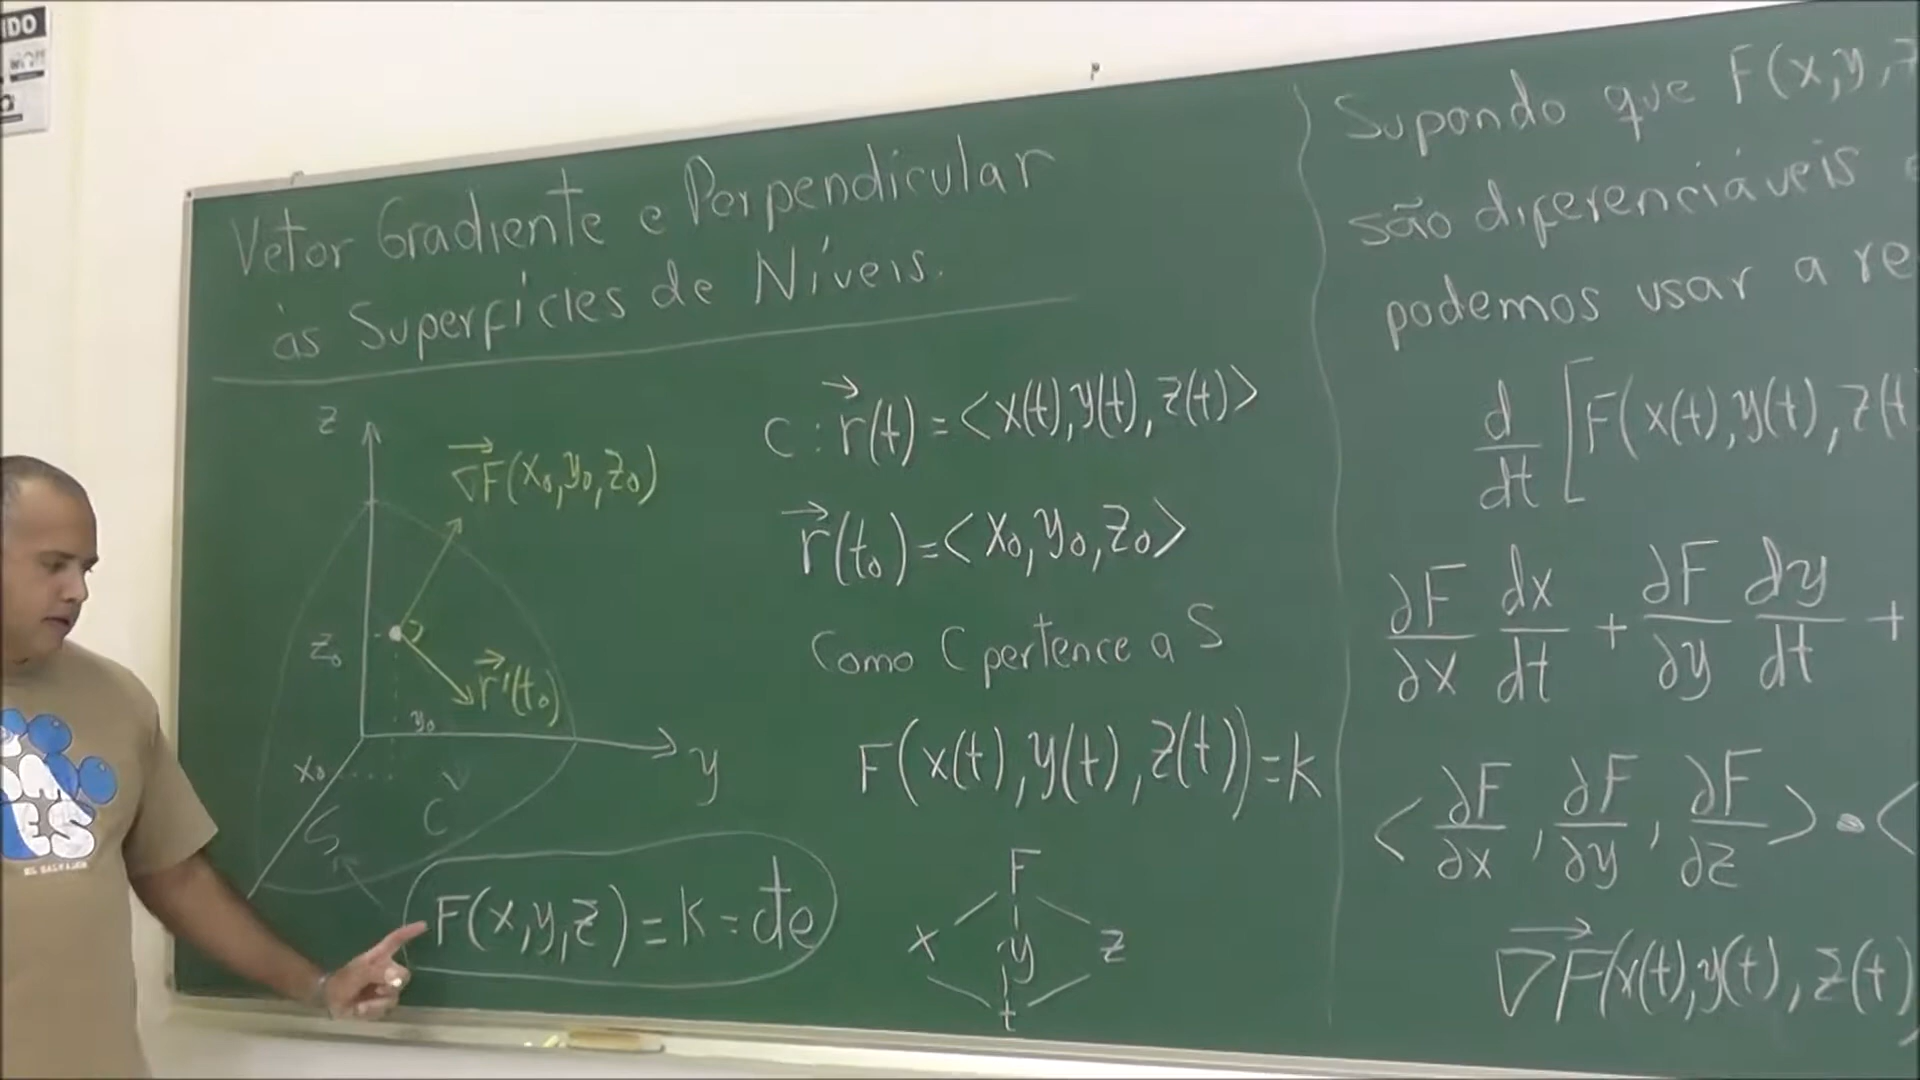 IDO
Vetor Gradiente é Perpendicular
às Superfícies de Níveis.
z
∇F(x₀,y₀,z₀)
z₀
r'(t₀)
y₀
x₀
y
S
C
F(x,y,z)=k=cte
C: r(t)=<x(t),y(t),z(t)>
r(t₀)=<x₀,y₀,z₀>
Como C pertence a S
F(x(t),y(t),z(t))=k
F
x y z
t
Supondo que F(x,y,z
são diferenciáveis e
podemos usar a re
d/dt [F(x(t),y(t),z(t
∂F/∂x dx/dt + ∂F/∂y dy/dt +
<∂F/∂x, ∂F/∂y, ∂F/∂z>•<
∇F(x(t),y(t),z(t)